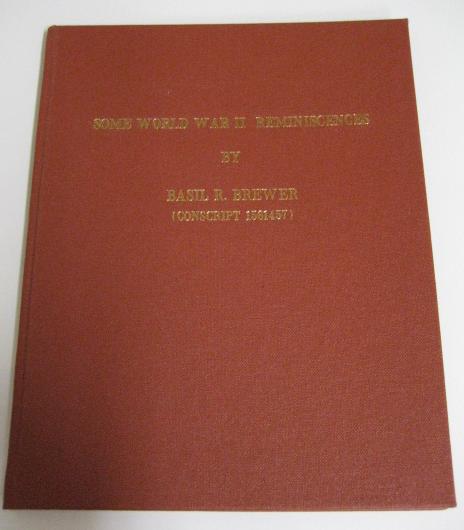 SOME WORLD WAR II REMINISCENCES
BY
BASIL R. BREWER
(CONSCRIPT 1561457)